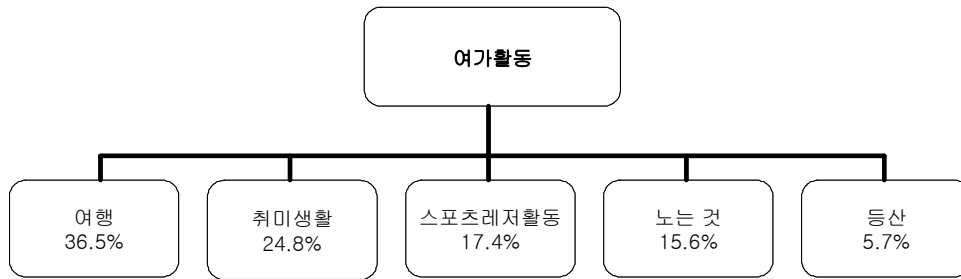 여가활동
여행
36.5%
취미생활
24.8%
스포츠레저활동
17.4%
노는 것
15.6%
등산
5.7%